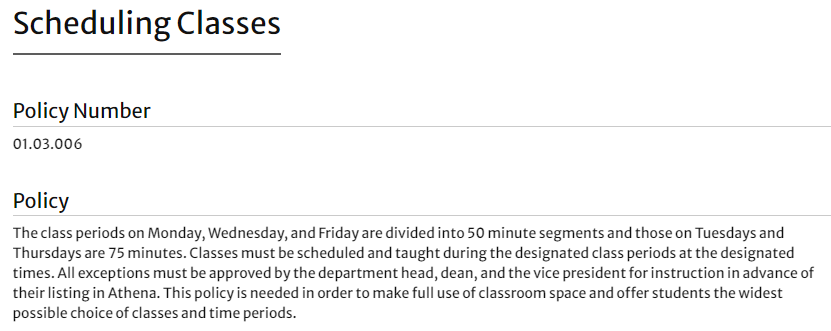 Scheduling Classes
Policy Number
01.03.006
Policy
The class periods on Monday, Wednesday, and Friday are divided into 50 minute segments and those on Tuesdays and
Thursdays are 75 minutes. Classes must be scheduled and taught during the designated class periods at the designated
times. All exceptions must be approved by the department head, dean, and the vice president for instruction in advance of
their listing in Athena. This policy is needed in order to make full use of classroom space and offer students the widest
possible choice of classes and time periods.